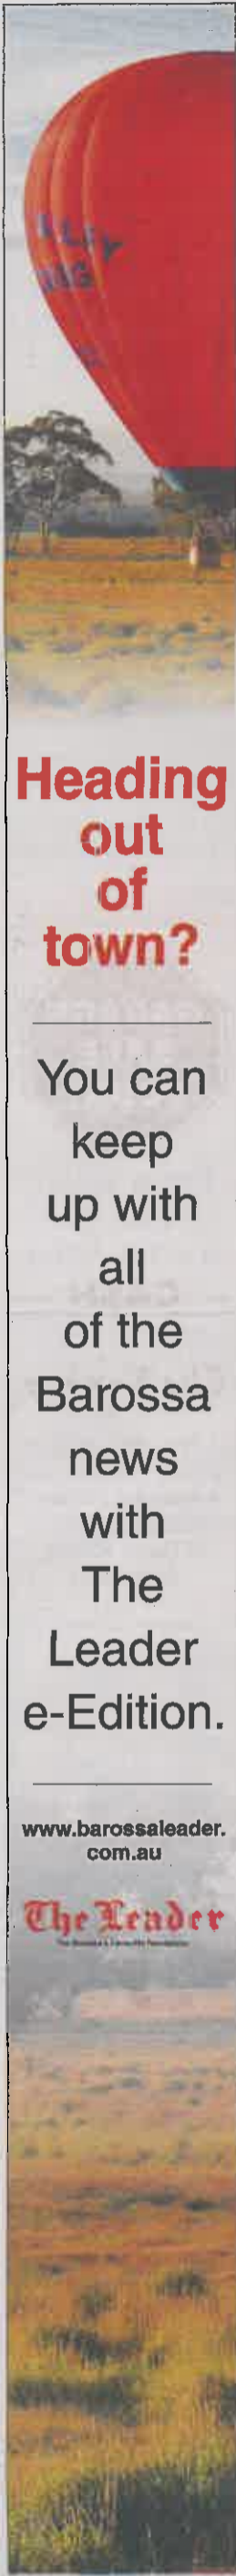 Heading
out
of
town?
You can
keep
up with
all
of the
Barossa
news
with
The
Leader
e-Edition.
www.barossaleader.
com.au
The Leader